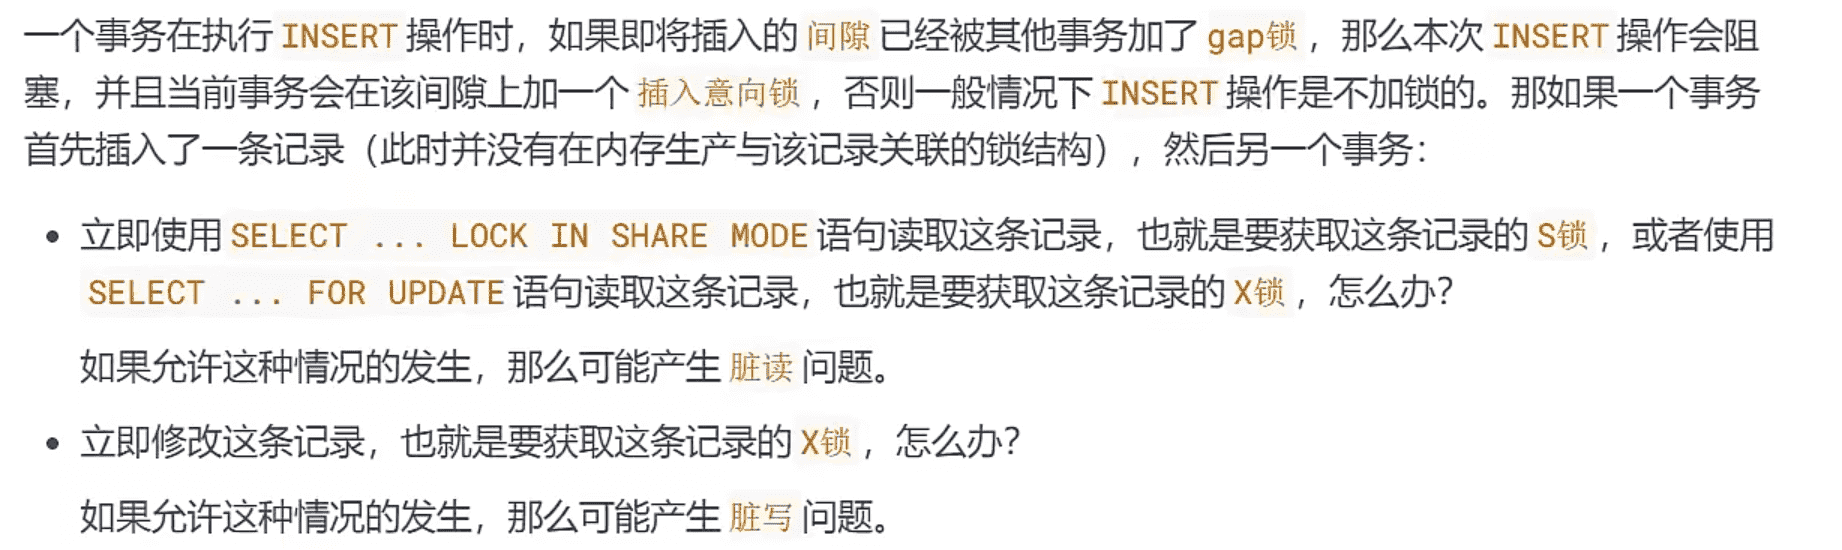 一个事务在执行 INSERT 操作时，如果即将插入的 间隙 已经被其他事务加了 gap锁 ，那么本次 INSERT 操作会阻
塞，并且当前事务会在该间隙上加一个 插入意向锁 ，否则一般情况下 INSERT 操作是不加锁的。那如果一个事务
首先插入了一条记录（此时并没有在内存生产与该记录关联的锁结构），然后另一个事务：
• 立即使用 SELECT ... LOCK IN SHARE MODE 语句读取这条记录，也就是要获取这条记录的 S锁 ，或者使用
SELECT ... FOR UPDATE 语句读取这条记录，也就是要获取这条记录的 X锁 ，怎么办？
如果允许这种情况的发生，那么可能产生 脏读 问题。
• 立即修改这条记录，也就是要获取这条记录的 X锁 ，怎么办？
如果允许这种情况的发生，那么可能产生 脏写 问题。